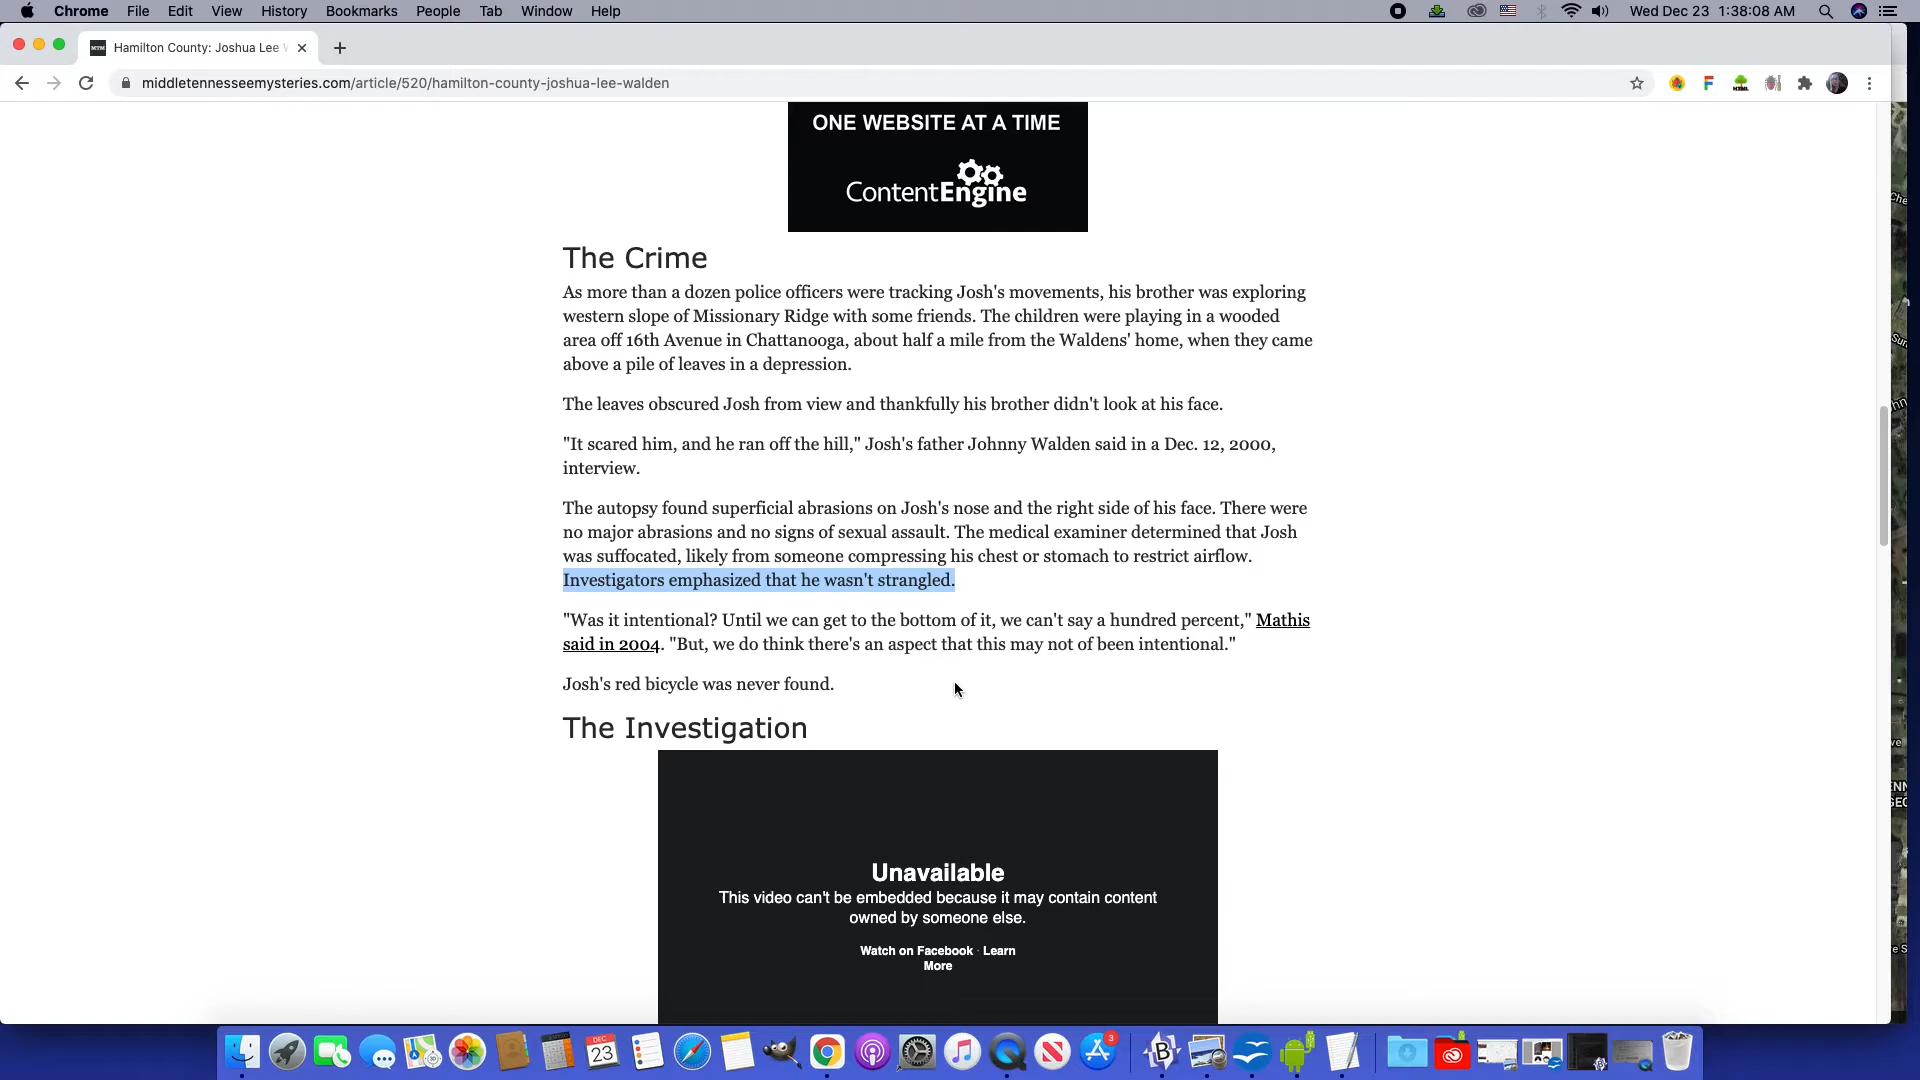 Chrome File Edit View History Bookmarks People Tab Window Help Wed Dec 23 1:38:08 AM
MTM Hamilton County: Joshua Lee
middletennesseemysteries.com/article/520/hamilton-county-joshua-lee-walden
ONE WEBSITE AT A TIME
ContentEngine
The Crime
As more than a dozen police officers were tracking Josh's movements, his brother was exploring
western slope of Missionary Ridge with some friends. The children were playing in a wooded
area off 16th Avenue in Chattanooga, about half a mile from the Waldens' home, when they came
above a pile of leaves in a depression.
The leaves obscured Josh from view and thankfully his brother didn't look at his face.
"It scared him, and he ran off the hill," Josh's father Johnny Walden said in a Dec. 12, 2000,
interview.
The autopsy found superficial abrasions on Josh's nose and the right side of his face. There were
no major abrasions and no signs of sexual assault. The medical examiner determined that Josh
was suffocated, likely from someone compressing his chest or stomach to restrict airflow.
Investigators emphasized that he wasn't strangled.
"Was it intentional? Until we can get to the bottom of it, we can't say a hundred percent," Mathis
said in 2004. "But, we do think there's an aspect that this may not of been intentional."
Josh's red bicycle was never found.
The Investigation
Unavailable
This video can't be embedded because it may contain content
owned by someone else.
Watch on Facebook · Learn
More
DEC
23
3